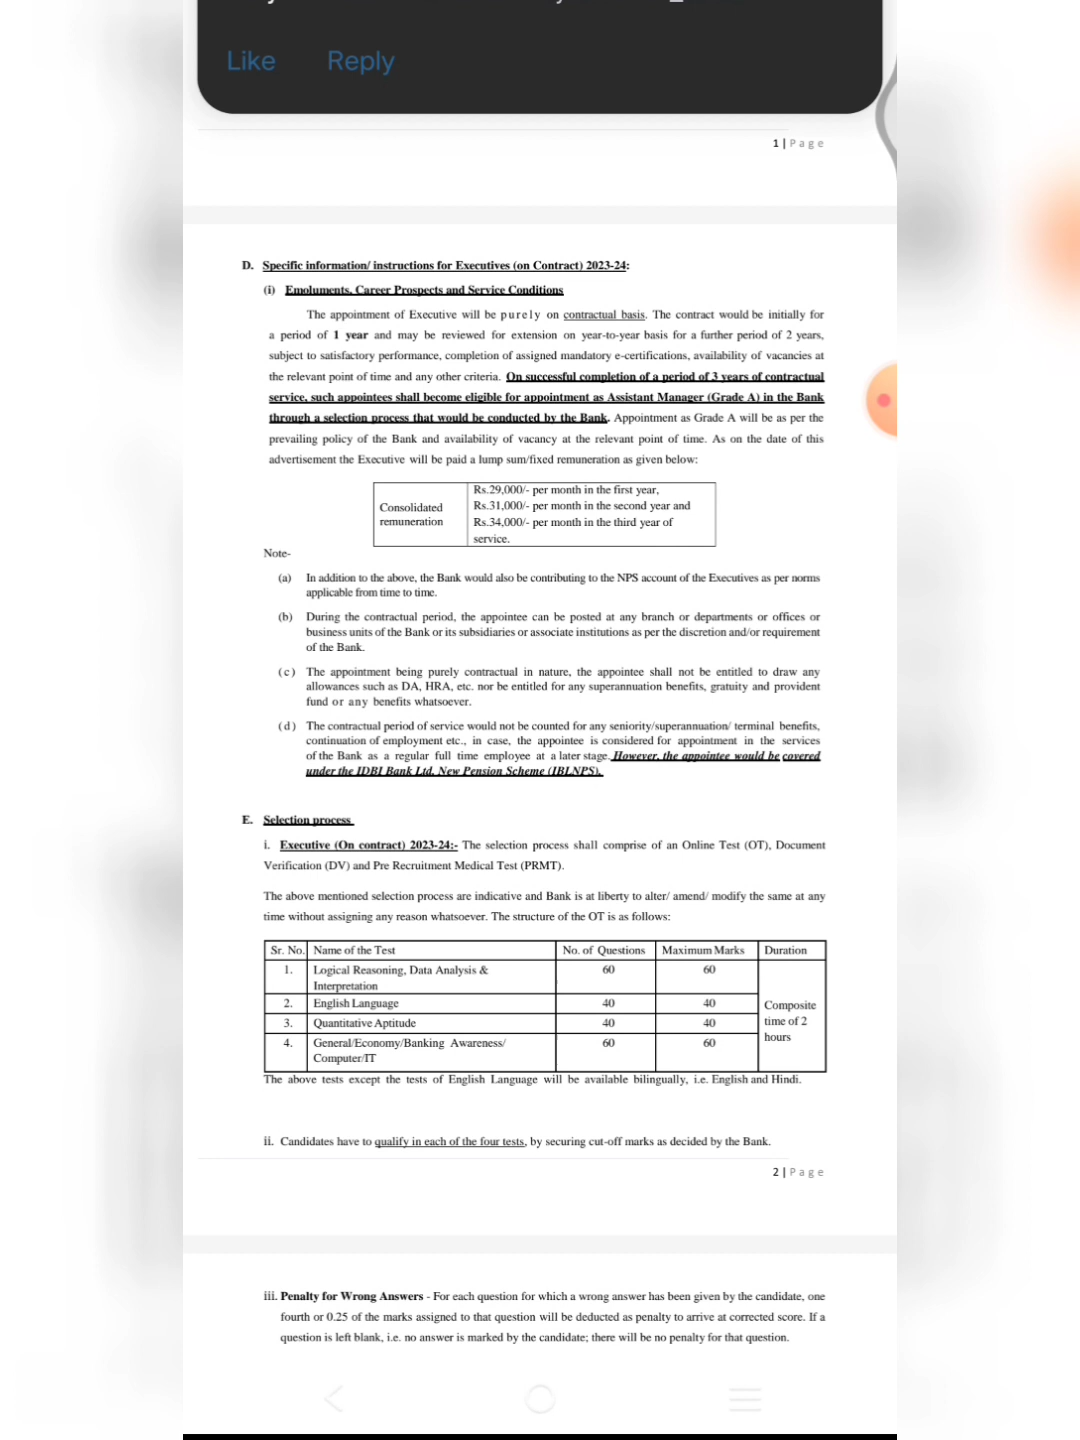 Like Reply
1 | Page
D. Specific information/ instructions for Executives (on Contract) 2023-24:
(i) Emoluments, Career Prospects and Service Conditions
The appointment of Executive will be purely on contractual basis. The contract would be initially for
a period of 1 year and may be reviewed for extension on year-to-year basis for a further period of 2 years,
subject to satisfactory performance, completion of assigned mandatory e-certifications, availability of vacancies at
the relevant point of time and any other criteria. On successful completion of a period of 3 years of contractual
service, such appointees shall become eligible for appointment as Assistant Manager (Grade A) in the Bank
through a selection process that would be conducted by the Bank. Appointment as Grade A will be as per the
prevailing policy of the Bank and availability of vacancy at the relevant point of time. As on the date of this
advertisement the Executive will be paid a lump sum/fixed remuneration as given below:
Consolidated
remuneration
Rs.29,000/- per month in the first year,
Rs.31,000/- per month in the second year and
Rs.34,000/- per month in the third year of
service.
Note-
(a) In addition to the above, the Bank would also be contributing to the NPS account of the Executives as per norms
applicable from time to time.
(b) During the contractual period, the appointee can be posted at any branch or departments or offices or
business units of the Bank or its subsidiaries or associate institutions as per the discretion and/or requirement
of the Bank.
(c) The appointment being purely contractual in nature, the appointee shall not be entitled to draw any
allowances such as DA, HRA, etc. nor be entitled for any superannuation benefits, gratuity and provident
fund or any benefits whatsoever.
(d) The contractual period of service would not be counted for any seniority/superannuation/ terminal benefits,
continuation of employment etc., in case, the appointee is considered for appointment in the services
of the Bank as a regular full time employee at a later stage. However, the appointee would be covered
under the IDBI Bank Ltd. New Pension Scheme (IBLNPS).
E. Selection process
i. Executive (On contract) 2023-24:- The selection process shall comprise of an Online Test (OT), Document
Verification (DV) and Pre Recruitment Medical Test (PRMT).
The above mentioned selection process are indicative and Bank is at liberty to alter/ amend/ modify the same at any
time without assigning any reason whatsoever. The structure of the OT is as follows:
Sr. No. Name of the Test No. of Questions Maximum Marks Duration
1. Logical Reasoning, Data Analysis & 60 60
Interpretation
2. English Language 40 40 Composite
3. Quantitative Aptitude 40 40 time of 2
hours
4. General/Economy/Banking Awareness/ 60 60
Computer/IT
The above tests except the tests of English Language will be available bilingually, i.e. English and Hindi.
ii. Candidates have to qualify in each of the four tests, by securing cut-off marks as decided by the Bank.
2 | Page
iii. Penalty for Wrong Answers - For each question for which a wrong answer has been given by the candidate, one
fourth or 0.25 of the marks assigned to that question will be deducted as penalty to arrive at corrected score. If a
question is left blank, i.e. no answer is marked by the candidate; there will be no penalty for that question.